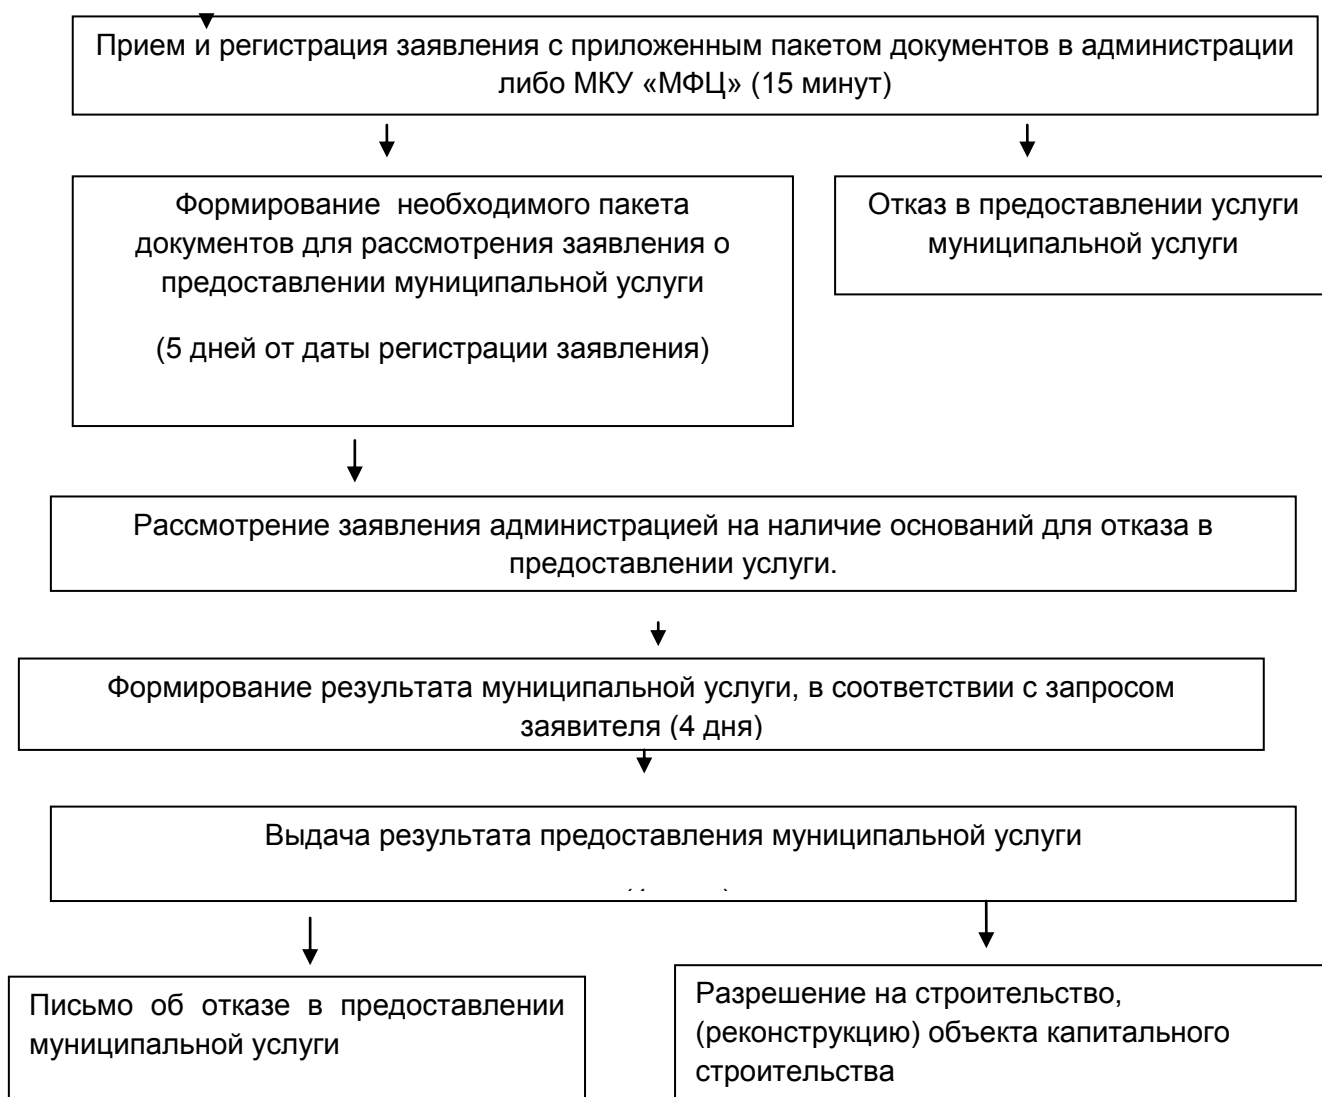 Прием и регистрация заявления с приложенным пакетом документов в администрации
либо МКУ «МФЦ» (15 минут)
Формирование необходимого пакета
документов для рассмотрения заявления о
предоставлении муниципальной услуги
(5 дней от даты регистрации заявления)
Отказ в предоставлении услуги
муниципальной услуги
Рассмотрение заявления администрацией на наличие оснований для отказа в
предоставлении услуги.
Формирование результата муниципальной услуги, в соответствии с запросом
заявителя (4 дня)
Выдача результата предоставления муниципальной услуги
Письмо об отказе в предоставлении
муниципальной услуги
Разрешение на строительство,
(реконструкцию) объекта капитального
строительства